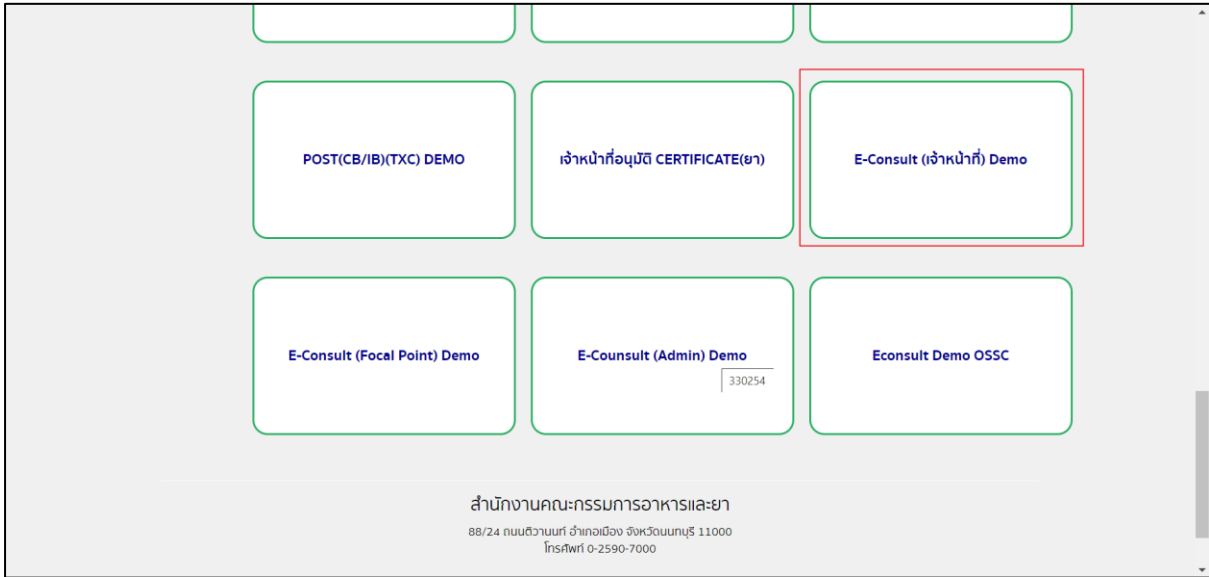 POST(CB/IB)(TXC) DEMO
เจ้าหน้าที่อนุมัติ CERTIFICATE(ยา)
E-Consult (เจ้าหน้าที่) Demo
E-Consult (Focal Point) Demo
E-Counsult (Admin) Demo
330254
Econsult Demo OSSC
สำนักงานคณะกรรมการอาหารและยา
88/24 ถนนติวานนท์ อำเภอเมือง จังหวัดนนทบุรี 11000
โทรศัพท์ 0-2590-7000